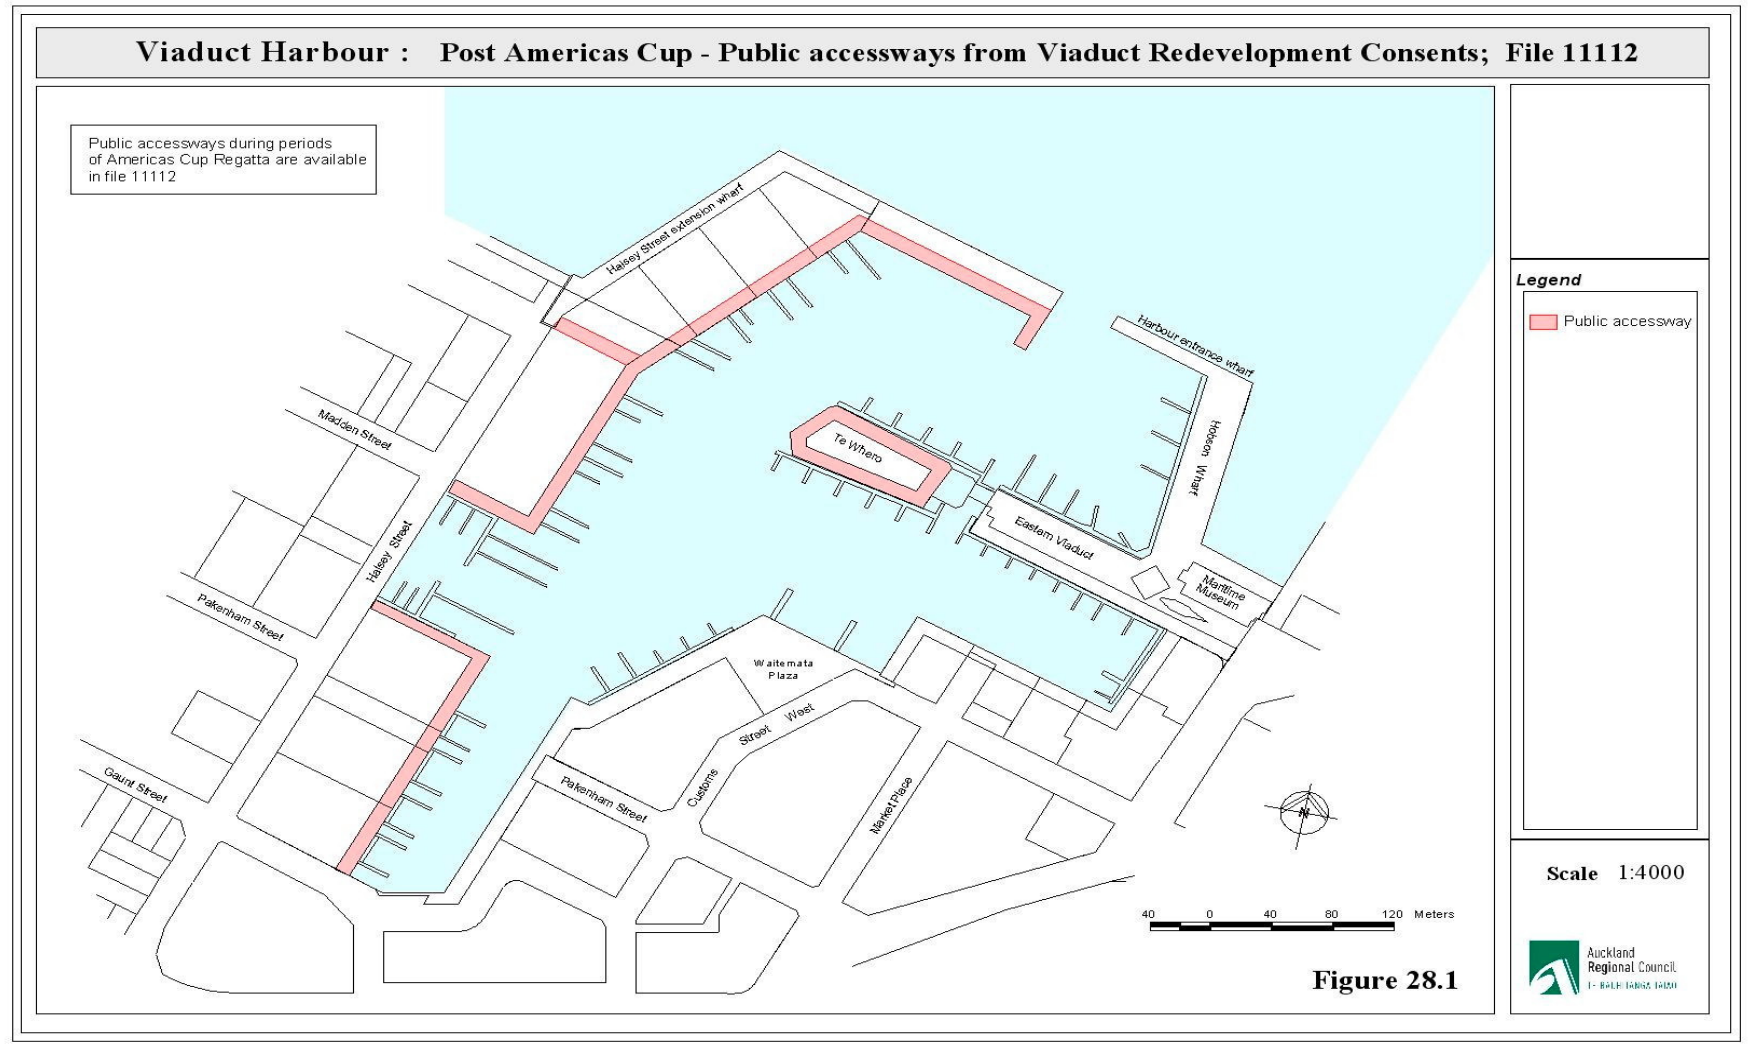 Viaduct Harbour :   Post Americas Cup - Public accessways from Viaduct Redevelopment Consents;  File 11112
Public accessways during periods
of Americas Cup Regatta are available
in file 11112
Halsey Street extension wharf
Harbour entrance wharf
Hobson Wharf
Madden Street
Te Whero
Eastern Viaduct
Halsey Street
Maritime
Museum
Pakenham Street
Waitemata
Plaza
Customs Street West
Gaunt Street
Pakenham Street
Market Place
N
40 0 40 80 120 Meters
Figure 28.1
Legend
Public accessway
Scale 1:4000
Auckland
Regional Council